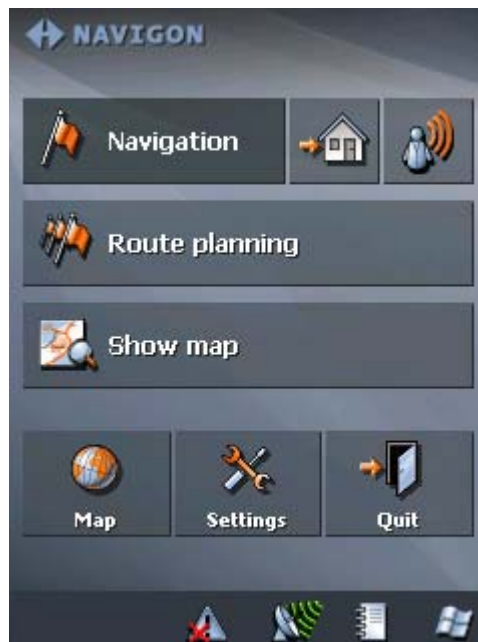 NAVIGON
Navigation
Route planning
Show map
Map
Settings
Quit